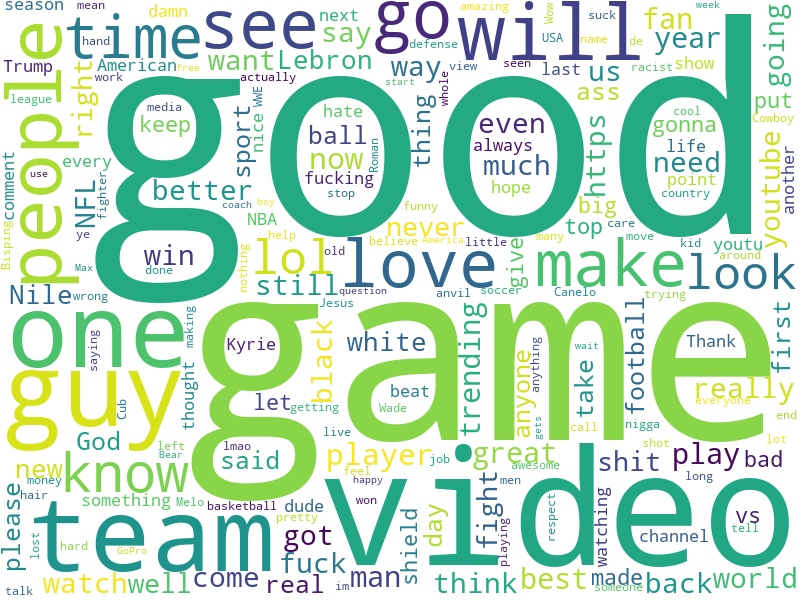 season
mean
damn
see
go
will
next
amazing
Wow
suck
week
hand
time
say
defense
USA
name
de
fan
year
going
Trump
American
want
Lebron
way
view
seen
last
us
racist
show
people
league
work
free
actually
WWE
start
whole
ass
put
right
good
media
keep
hate
ball
now
fucking
stop
Roman
thing
even
always
much
hope
https
cool
gonna
life
need
point
country
Cowboy
another
youtube
sport
nice
comment
every
use
NFL
fighter
better
coach
boy
NBA
funny
never
big
top
care
move
kid
youtu
around
Bisping
ye
win
lol
help
believe
America
little
many
give
love
make
look
Max
done
nothing
old
still
question
anvil
soccer
Canelo
trying
Nile
wrong
Jesus
one
making
game
first
Kyrie
white
trending
football
Thank
wait
saying
thought
black
anyone
anything
take
guy
Cub
let
getting
beat
Wade
gets
call
nigga
really
everyone
end
God
left
lmao
live
player
great
shot
lot
new
know
Bear
said
feel
job
awesome
shit
play
bad
money
hair
something
Melo
basketball
happy
won
video
men
long
please
lost
team
hard
GoPro
pretty
dude
got
day
fight
respect
playing
watching
channel
vs
tell
talk
watch
well
come
fuck
real
im
man
shield
think
best
made
someone
back
world